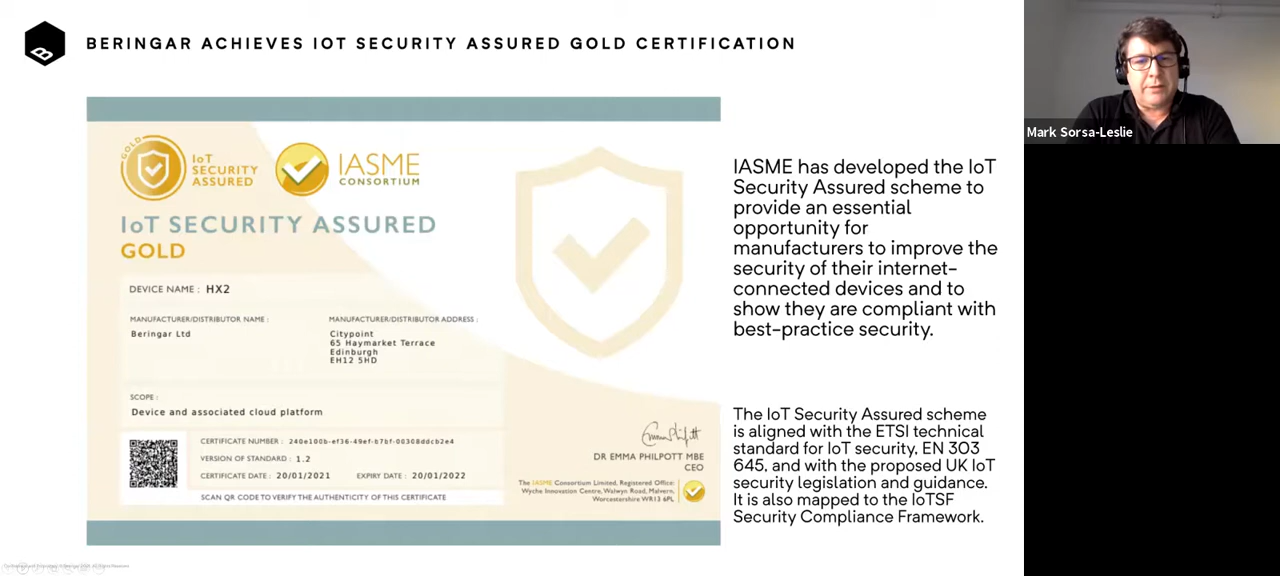 BERINGAR ACHIEVES IOT SECURITY ASSURED GOLD CERTIFICATION
GOLD
IoT
SECURITY
ASSURED
IASME
CONSORTIUM
IoT SECURITY ASSURED
GOLD
DEVICE NAME : HX2
MANUFACTURER/DISTRIBUTOR NAME :
Beringar Ltd
MANUFACTURER/DISTRIBUTOR ADDRESS :
Citypoint
65 Haymarket Terrace
Edinburgh
EH12 5HD
SCOPE :
Device and associated cloud platform
CERTIFICATE NUMBER : 240e100b-ef36-49ef-b7bf-00308ddcb2e4
VERSION OF STANDARD : 1.2
CERTIFICATE DATE : 20/01/2021 EXPIRY DATE : 20/01/2022
SCAN QR CODE TO VERIFY THE AUTHENTICITY OF THIS CERTIFICATE
DR EMMA PHILPOTT MBE
CEO
The IASME Consortium Limited, Registered Office:
Wyche Innovation Centre, Walwyn Road, Malvern,
Worcestershire WR13 6PL
IASME has developed the IoT
Security Assured scheme to
provide an essential
opportunity for
manufacturers to improve the
security of their internet-
connected devices and to
show they are compliant with
best-practice security.
The IoT Security Assured scheme
is aligned with the ETSI technical
standard for IoT security, EN 303
645, and with the proposed UK IoT
security legislation and guidance.
It is also mapped to the IoTSF
Security Compliance Framework.
Mark Sorsa-Leslie